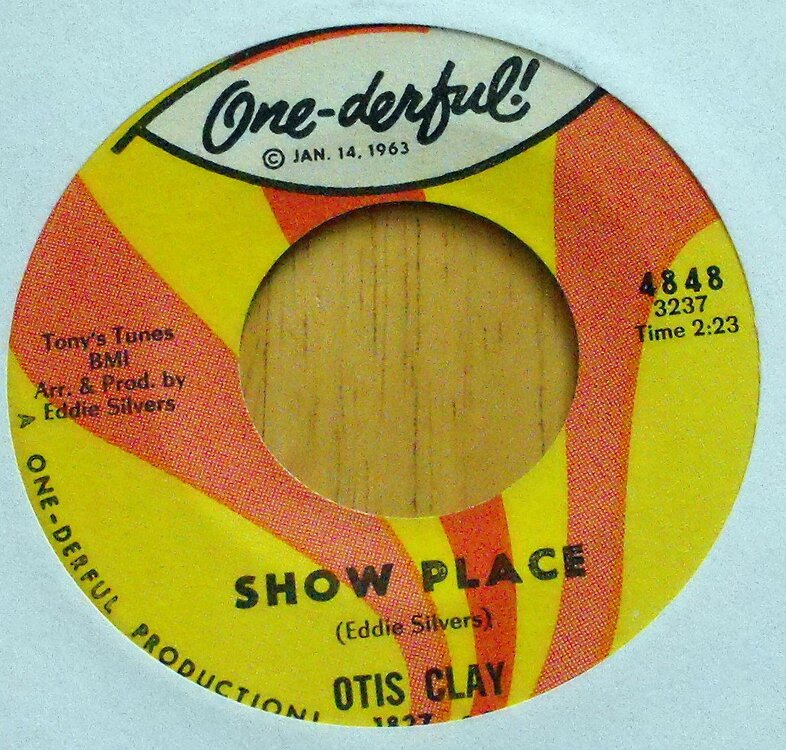 One-derful!
© JAN. 14, 1963
4848
3237
Time 2:23
Tony's Tunes
BMI
Arr. & Prod. by
Eddie Silvers
A ONE-DERFUL PRODUCTION!
SHOW PLACE
(Eddie Silvers)
OTIS CLAY
1827